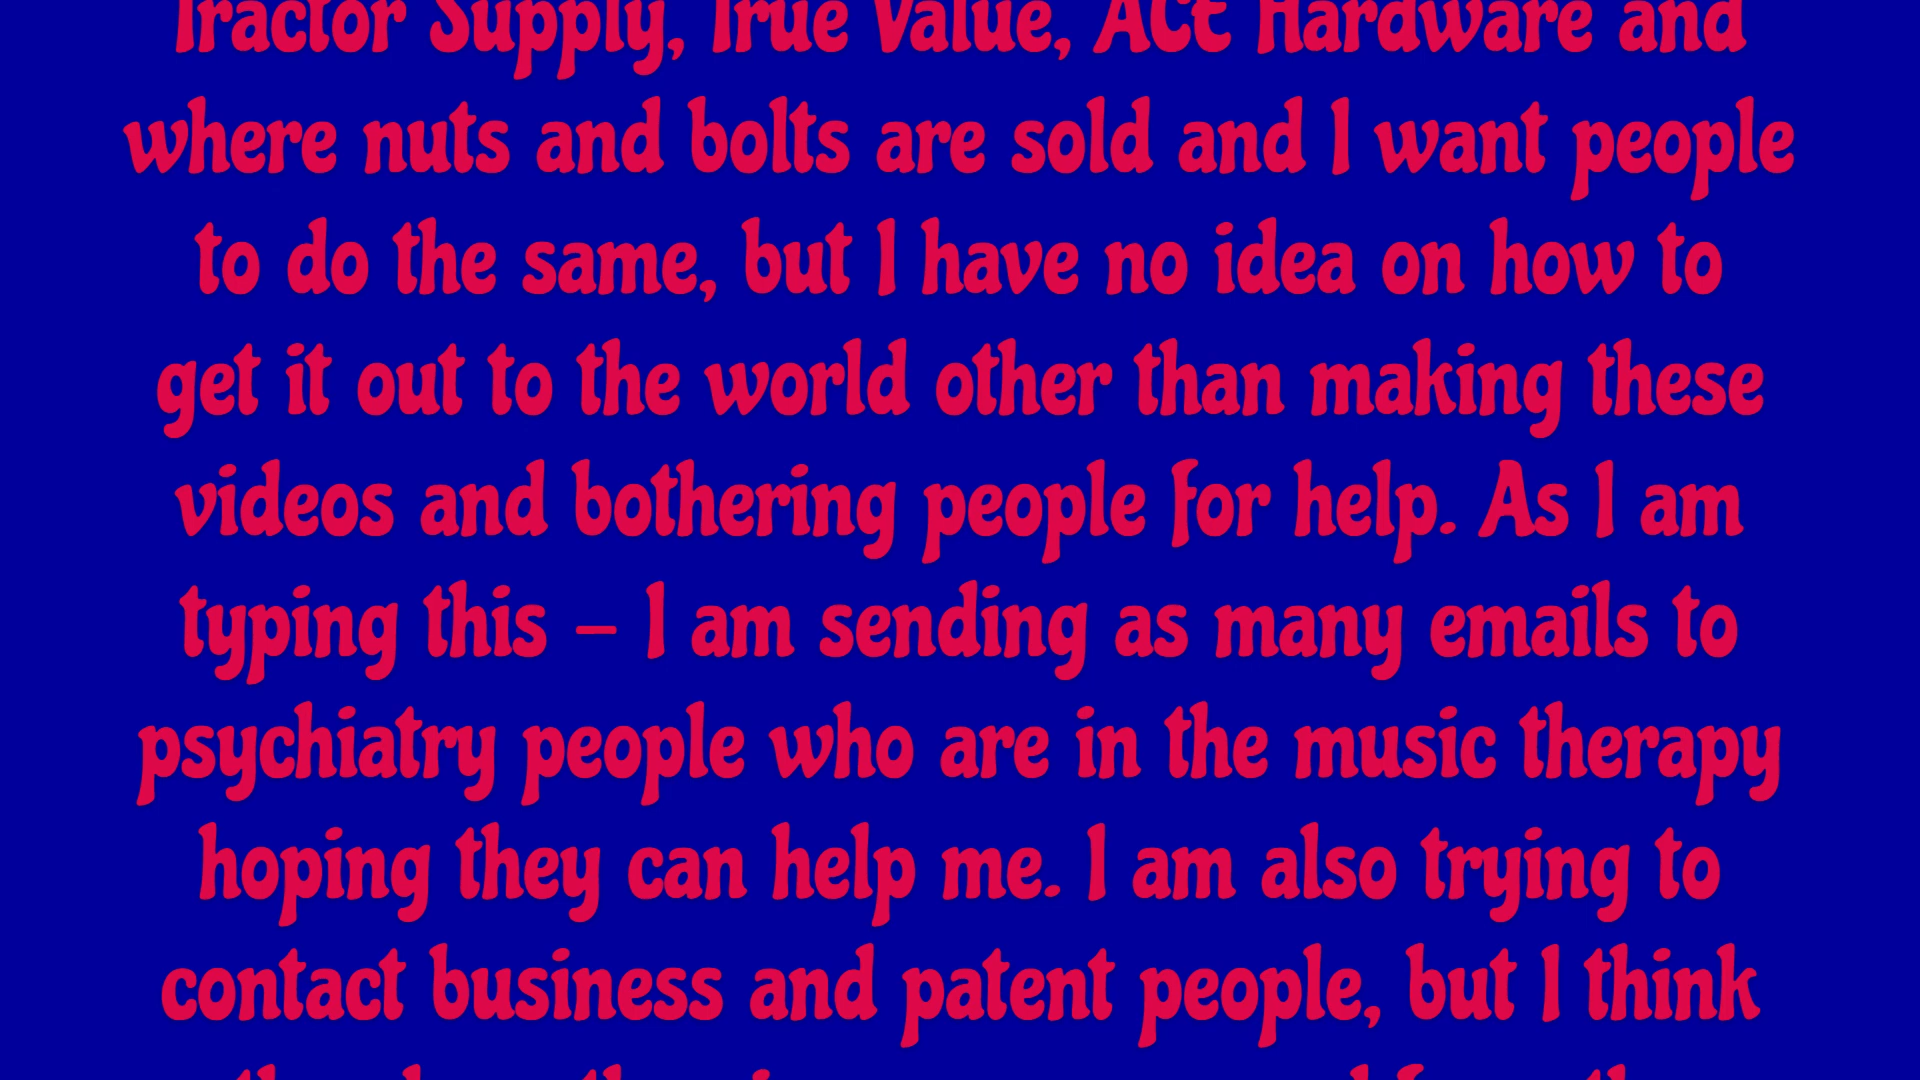 Tractor Supply, True Value, ACE Hardware and
where nuts and bolts are sold and I want people
to do the same, but I have no idea on how to
get it out to the world other than making these
videos and bothering people for help. As I am
typing this – I am sending as many emails to
psychiatry people who are in the music therapy
hoping they can help me. I am also trying to
contact business and patent people, but I think